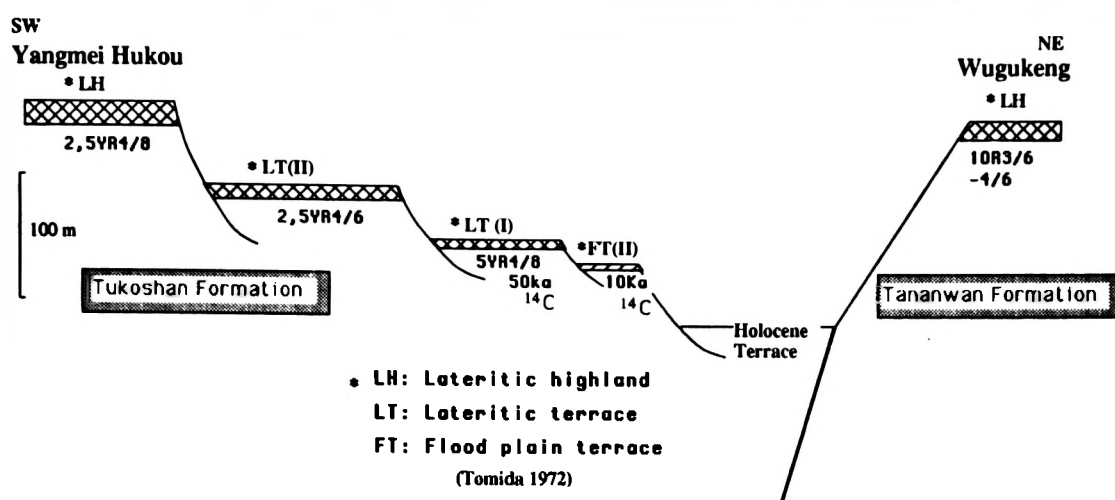 SW
Yangmei Hukou
* LH
2,5YR4/8
* LT(II)
2,5YR4/6
* LT (I)
5YR4/8
50ka
14C
*FT(II)
10Ka
14C
100 m
Tukoshan Formation
Holocene
Terrace
NE
Wugukeng
* LH
10R3/6
-4/6
Tananwan Formation
* LH: Lateritic highland
LT: Lateritic terrace
FT: Flood plain terrace
(Tomida 1972)